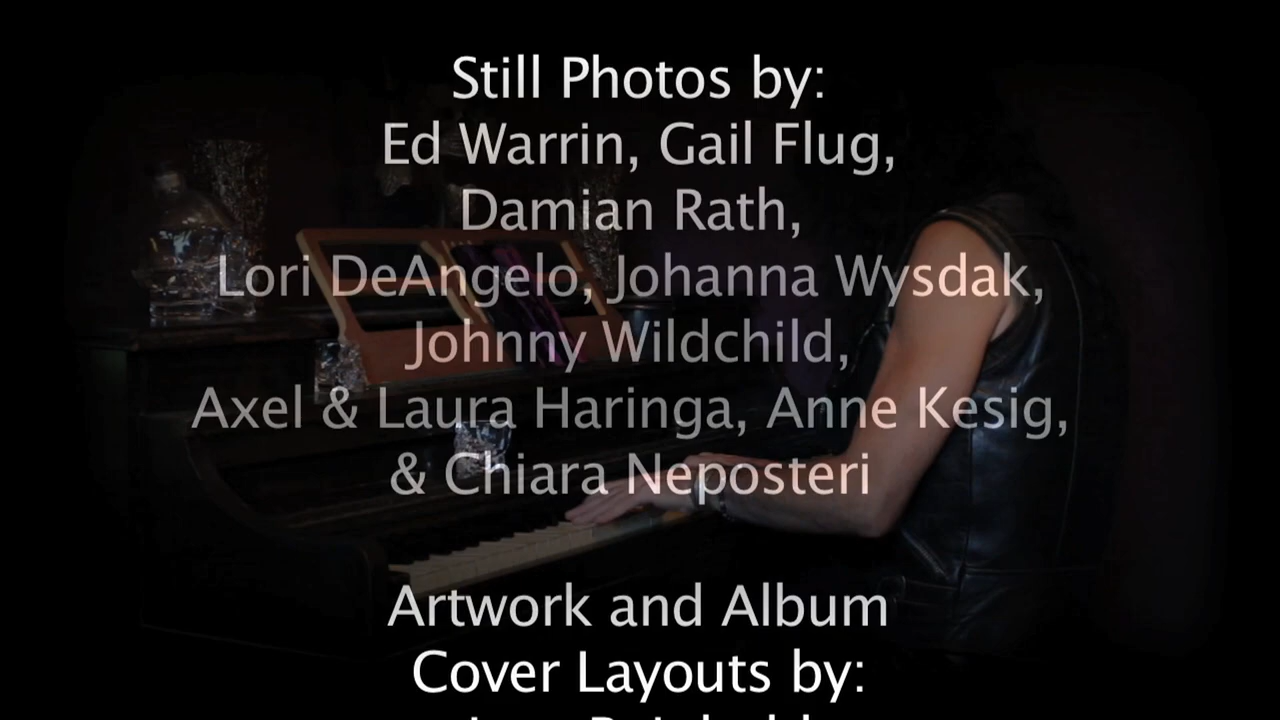 Still Photos by:
Ed Warrin, Gail Flug,
Damian Rath,
Lori DeAngelo, Johanna Wysdak,
Johnny Wildchild,
Axel & Laura Haringa, Anne Kesig,
& Chiara Neposteri
Artwork and Album
Cover Layouts by: